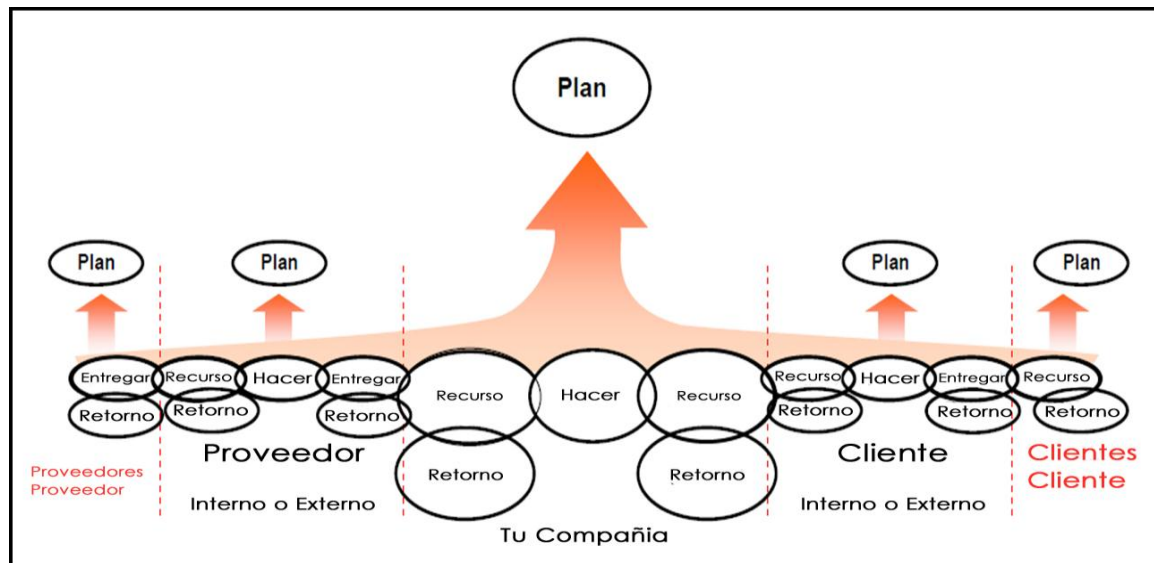 Plan
Plan
Plan
Plan
Plan
Entregar
Recurso
Hacer
Entregar
Recurso
Hacer
Recurso
Recurso
Hacer
Entregar
Recurso
Retorno
Retorno
Retorno
Retorno
Retorno
Retorno
Retorno
Retorno
Proveedor
Cliente
Proveedores
Proveedor
Clientes
Cliente
Interno o Externo
Interno o Externo
Tu Compañia